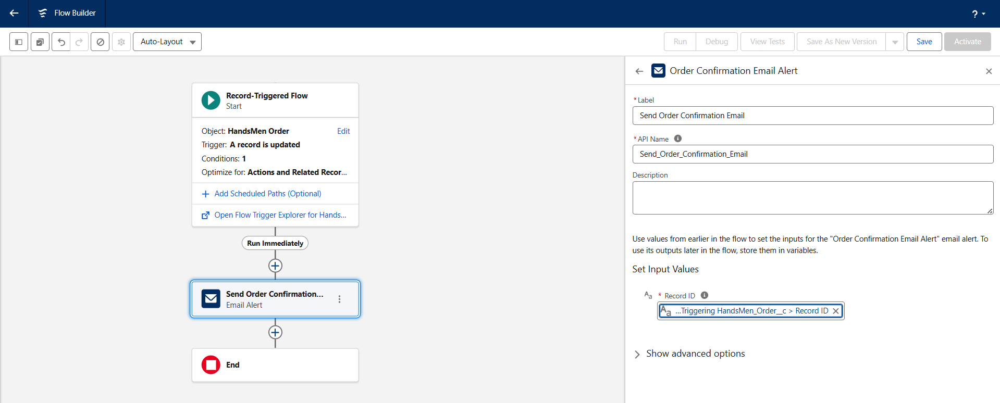 Flow Builder
?
Auto-Layout
Run
Debug
View Tests
Save As New Version
Save
Activate
Record-Triggered Flow
Start
Object: HandsMen Order
Edit
Trigger: A record is updated
Conditions: 1
Optimize for: Actions and Related Recor...
Add Scheduled Paths (Optional)
Open Flow Trigger Explorer for Hands...
Run Immediately
Send Order Confirmation...
Email Alert
End
Order Confirmation Email Alert
* Label
Send Order Confirmation Email
* API Name
Send_Order_Confirmation_Email
Description
Use values from earlier in the flow to set the inputs for the "Order Confirmation Email Alert" email alert. To
use its outputs later in the flow, store them in variables.
Set Input Values
Aa * Record ID
Aa ...Triggering HandsMen_Order__c > Record ID
Show advanced options